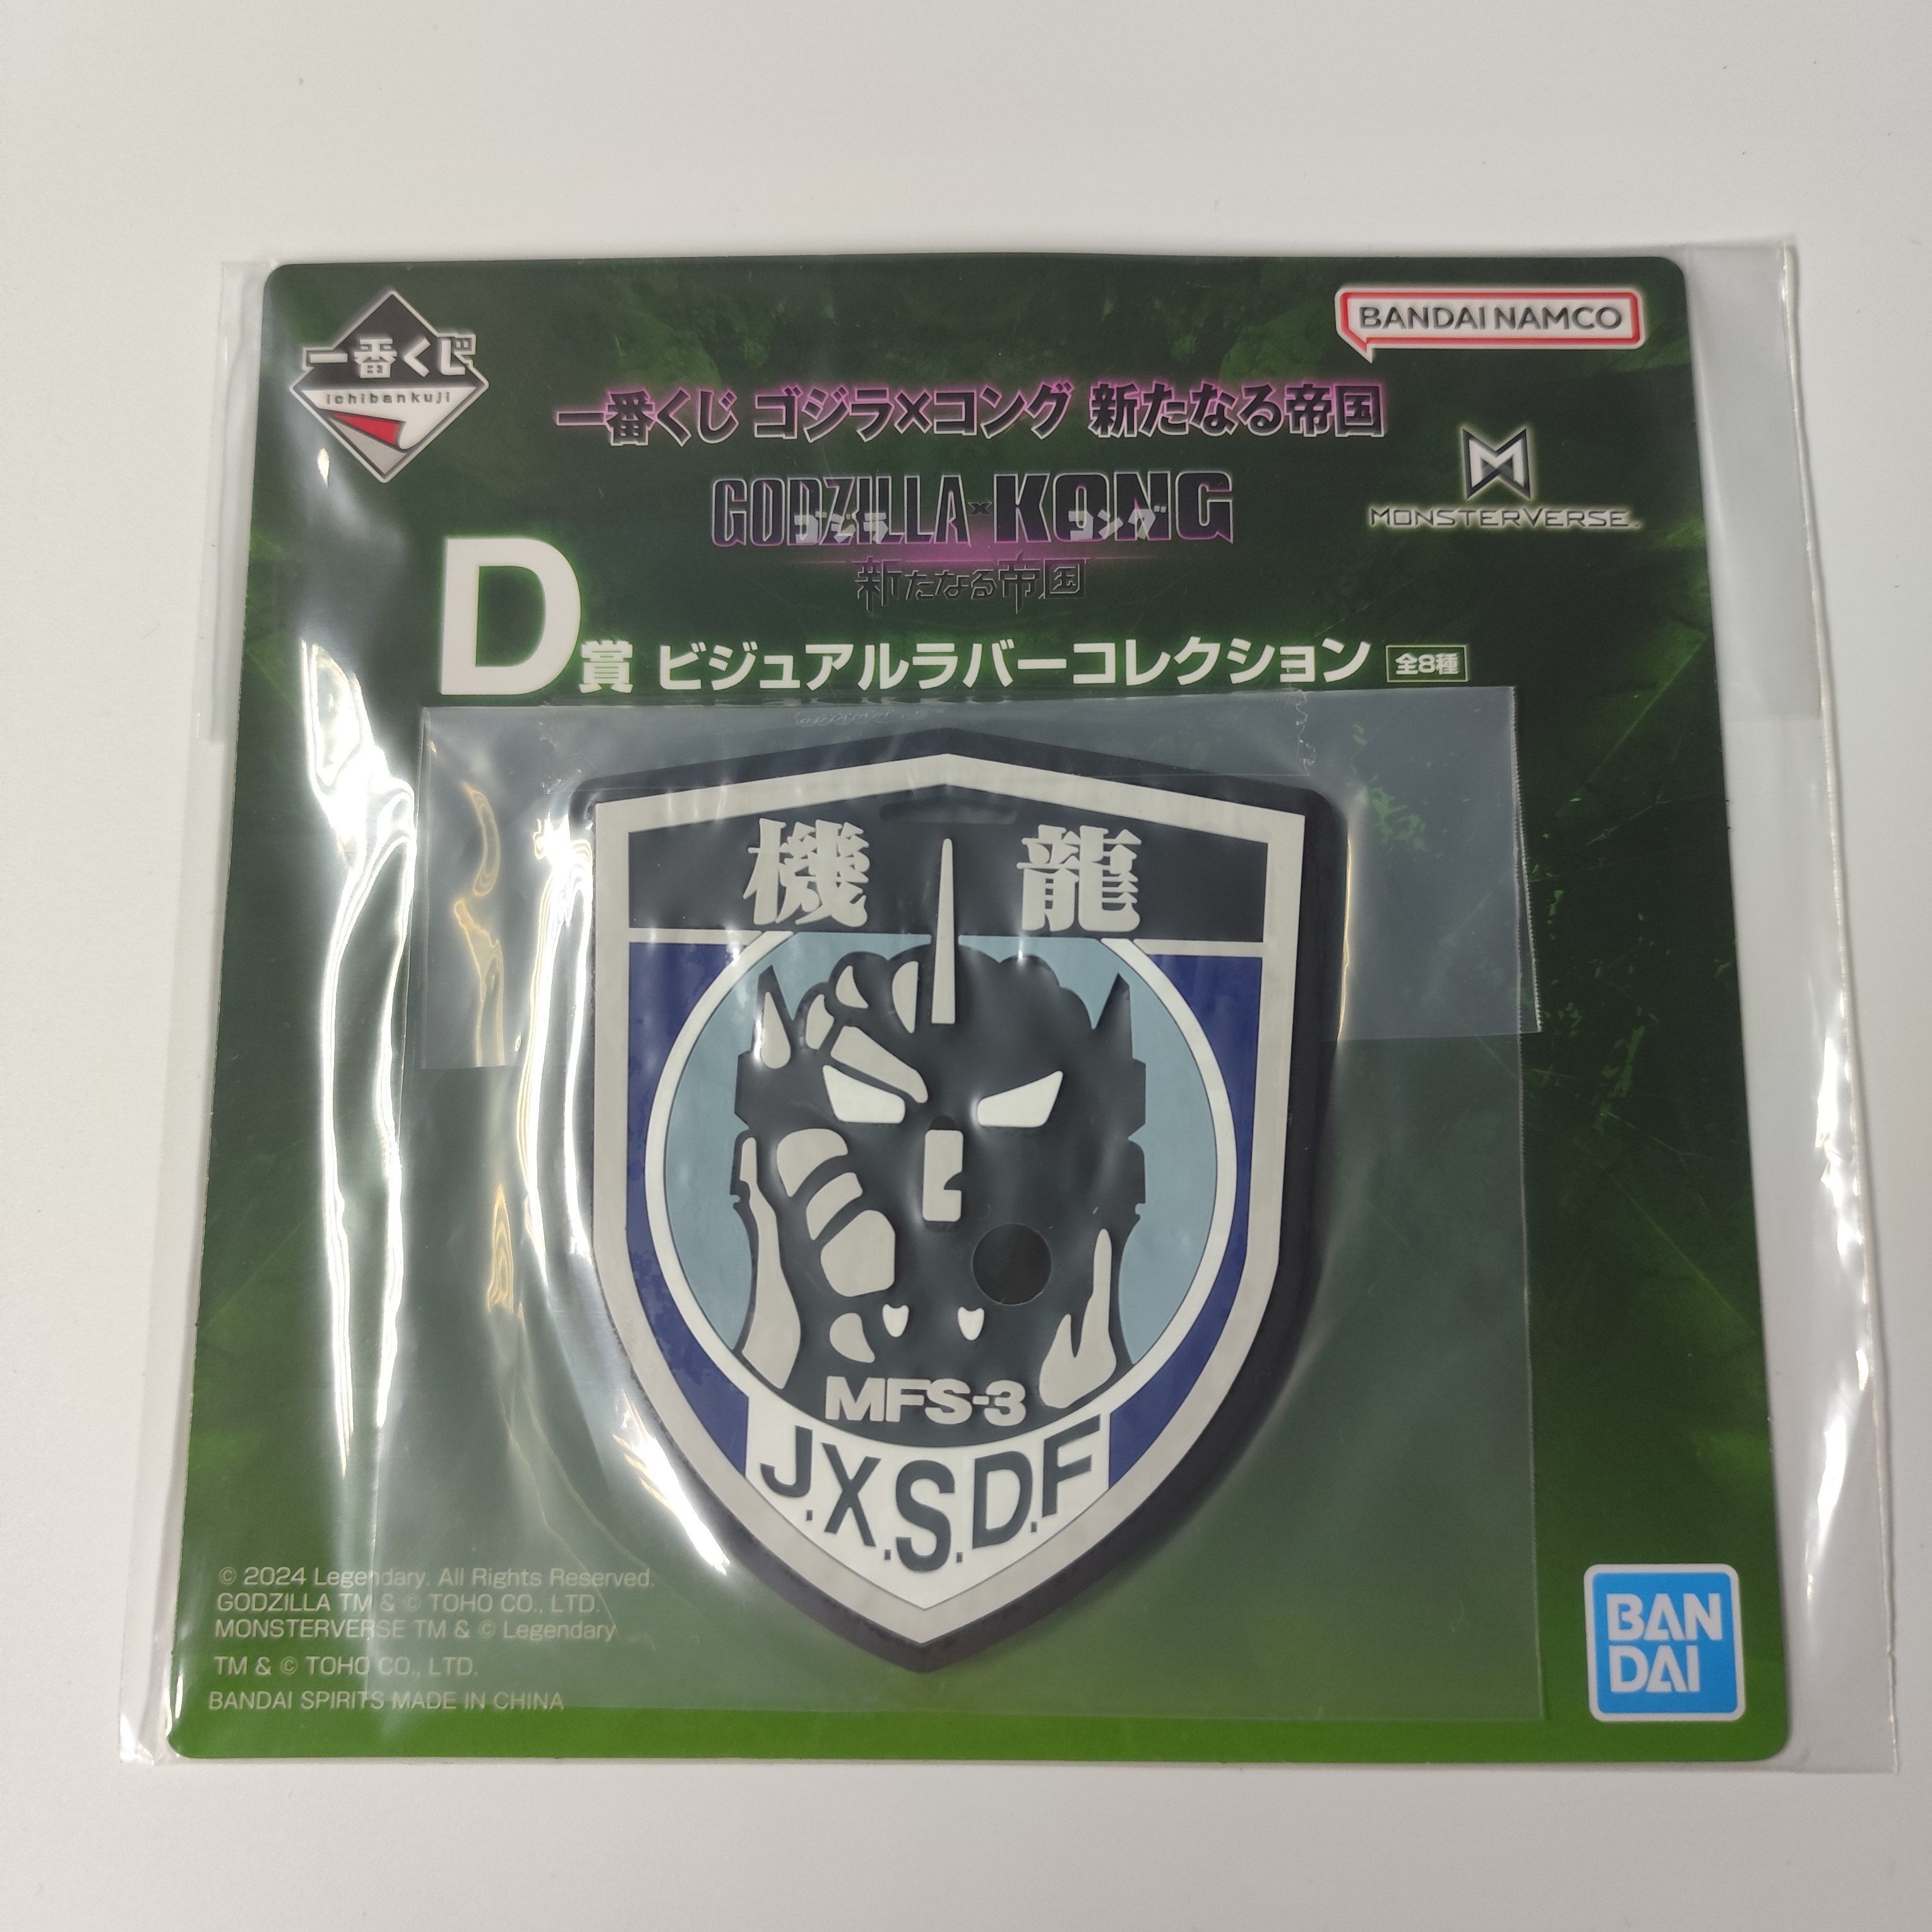 一番くじ
ichibankuji
BANDAI NAMCO
一番くじ ゴジラ×コング 新たなる帝国
GODZILLA x KONG
ゴジラ コング
新たなる帝国
MONSTERVERSE
D賞 ビジュアルラバーコレクション 全8種
機 龍
MFS-3
J.X.S.D.F
© 2024 Legendary. All Rights Reserved.
GODZILLA TM & © TOHO CO., LTD.
MONSTERVERSE TM & © Legendary
TM & © TOHO CO., LTD.
BANDAI SPIRITS MADE IN CHINA
BAN
DAI